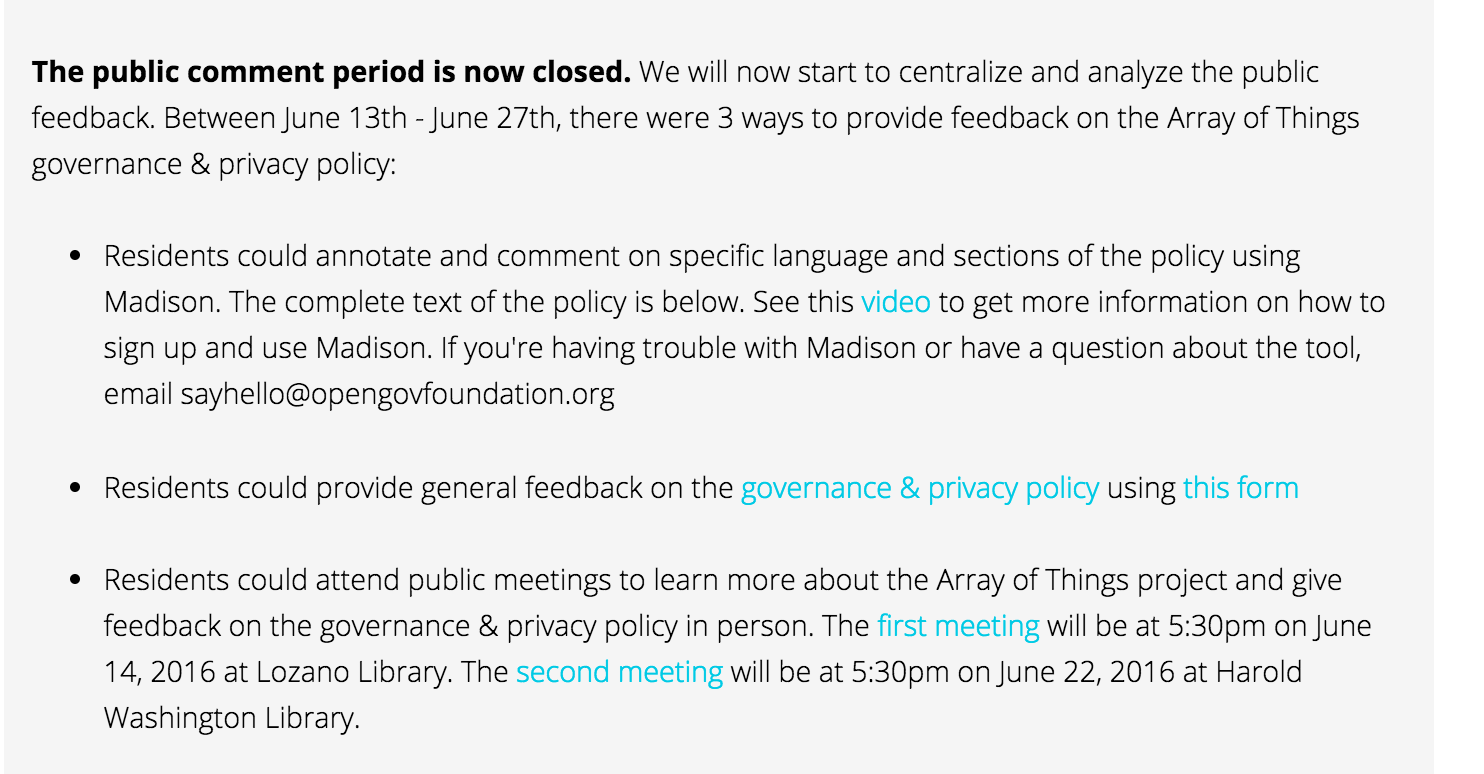 The public comment period is now closed. We will now start to centralize and analyze the public
feedback. Between June 13th - June 27th, there were 3 ways to provide feedback on the Array of Things
governance & privacy policy:
• Residents could annotate and comment on specific language and sections of the policy using
Madison. The complete text of the policy is below. See this video to get more information on how to
sign up and use Madison. If you're having trouble with Madison or have a question about the tool,
email sayhello@opengovfoundation.org
• Residents could provide general feedback on the governance & privacy policy using this form
• Residents could attend public meetings to learn more about the Array of Things project and give
feedback on the governance & privacy policy in person. The first meeting will be at 5:30pm on June
14, 2016 at Lozano Library. The second meeting will be at 5:30pm on June 22, 2016 at Harold
Washington Library.